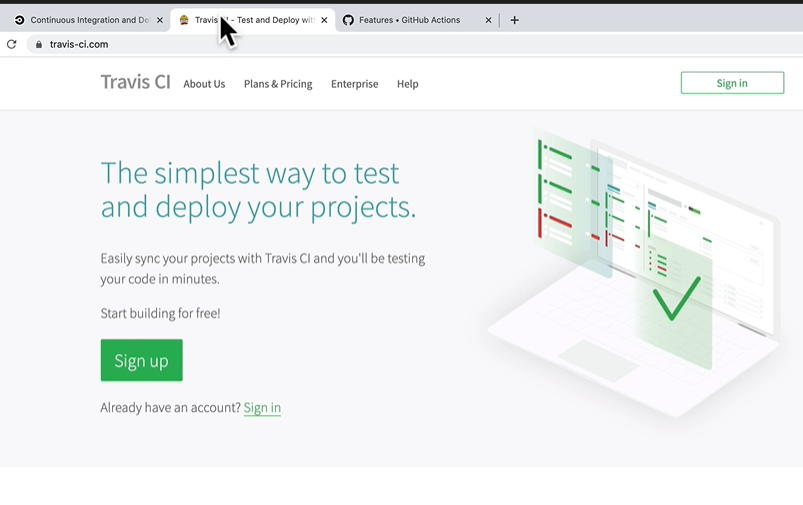 Continuous Integration and De
Travis CI - Test and Deploy with
Features • GitHub Actions
travis-ci.com
Travis CI
About Us
Plans & Pricing
Enterprise
Help
Sign in
The simplest way to test
and deploy your projects.
Easily sync your projects with Travis CI and you'll be testing
your code in minutes.
Start building for free!
Sign up
Already have an account? Sign in